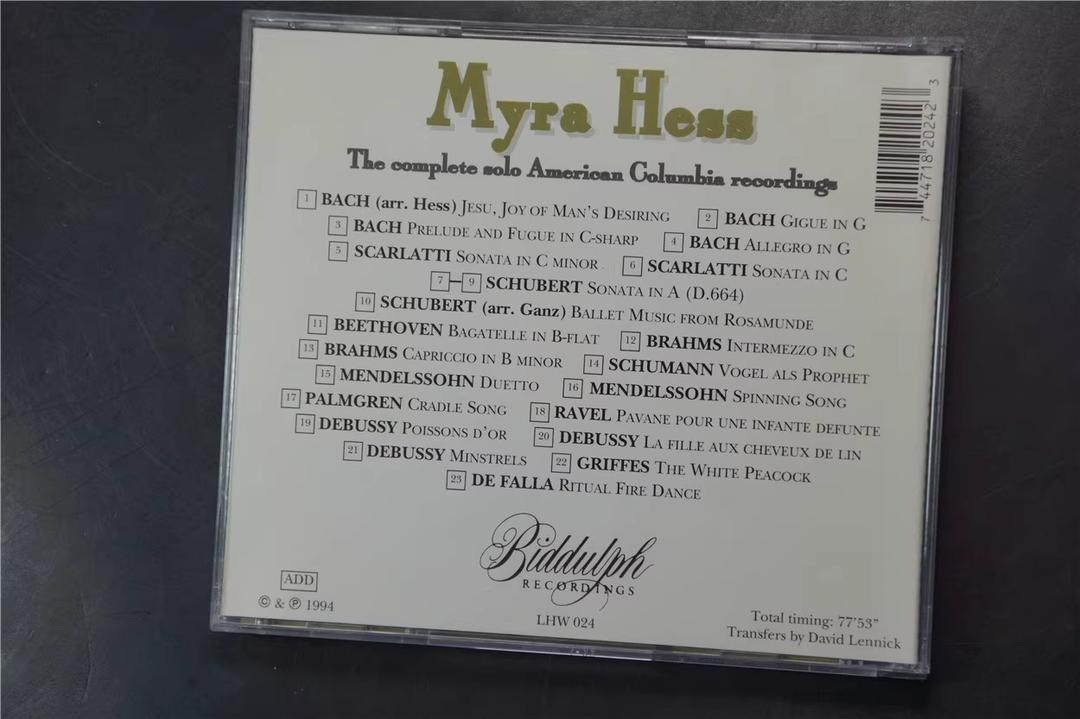 Myra Hess
The complete solo American Columbia recordings
1 BACH (arr. Hess) JESU, JOY OF MAN'S DESIRING 2 BACH GIGUE IN G
3 BACH PRELUDE AND FUGUE IN C-SHARP 4 BACH ALLEGRO IN G
5 SCARLATTI SONATA IN C MINOR 6 SCARLATTI SONATA IN C
7–9 SCHUBERT SONATA IN A (D.664)
10 SCHUBERT (arr. Ganz) BALLET MUSIC FROM ROSAMUNDE
11 BEETHOVEN BAGATELLE IN B-FLAT 12 BRAHMS INTERMEZZO IN C
13 BRAHMS CAPRICCIO IN B MINOR 14 SCHUMANN VOGEL ALS PROPHET
15 MENDELSSOHN DUETTO 16 MENDELSSOHN SPINNING SONG
17 PALMGREN CRADLE SONG 18 RAVEL PAVANE POUR UNE INFANTE DEFUNTE
19 DEBUSSY POISSONS D'OR 20 DEBUSSY LA FILLE AUX CHEVEUX DE LIN
21 DEBUSSY MINSTRELS 22 GRIFFES THE WHITE PEACOCK
23 DE FALLA RITUAL FIRE DANCE
Biddulph
RECORDINGS
LHW 024
ADD
© & ℗ 1994
Total timing: 77'53"
Transfers by David Lennick
7 44718 20242 3